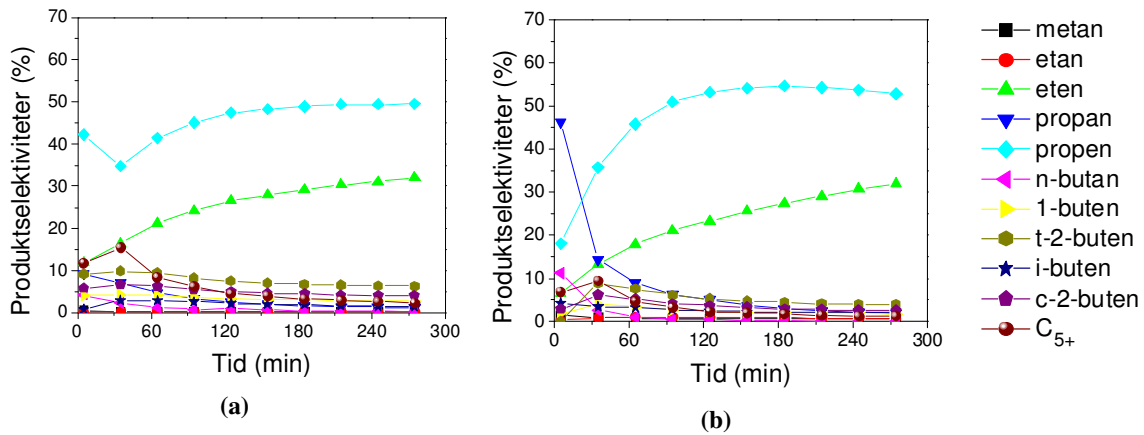 70
60
50
40
30
20
10
0
Produktselektiviteter (%)
0 60 120 180 240 300
Tid (min)
(a)
70
60
50
40
30
20
10
0
Produktselektiviteter (%)
0 60 120 180 240 300
Tid (min)
(b)
metan
etan
eten
propan
propen
n-butan
1-buten
t-2-buten
i-buten
c-2-buten
C5+